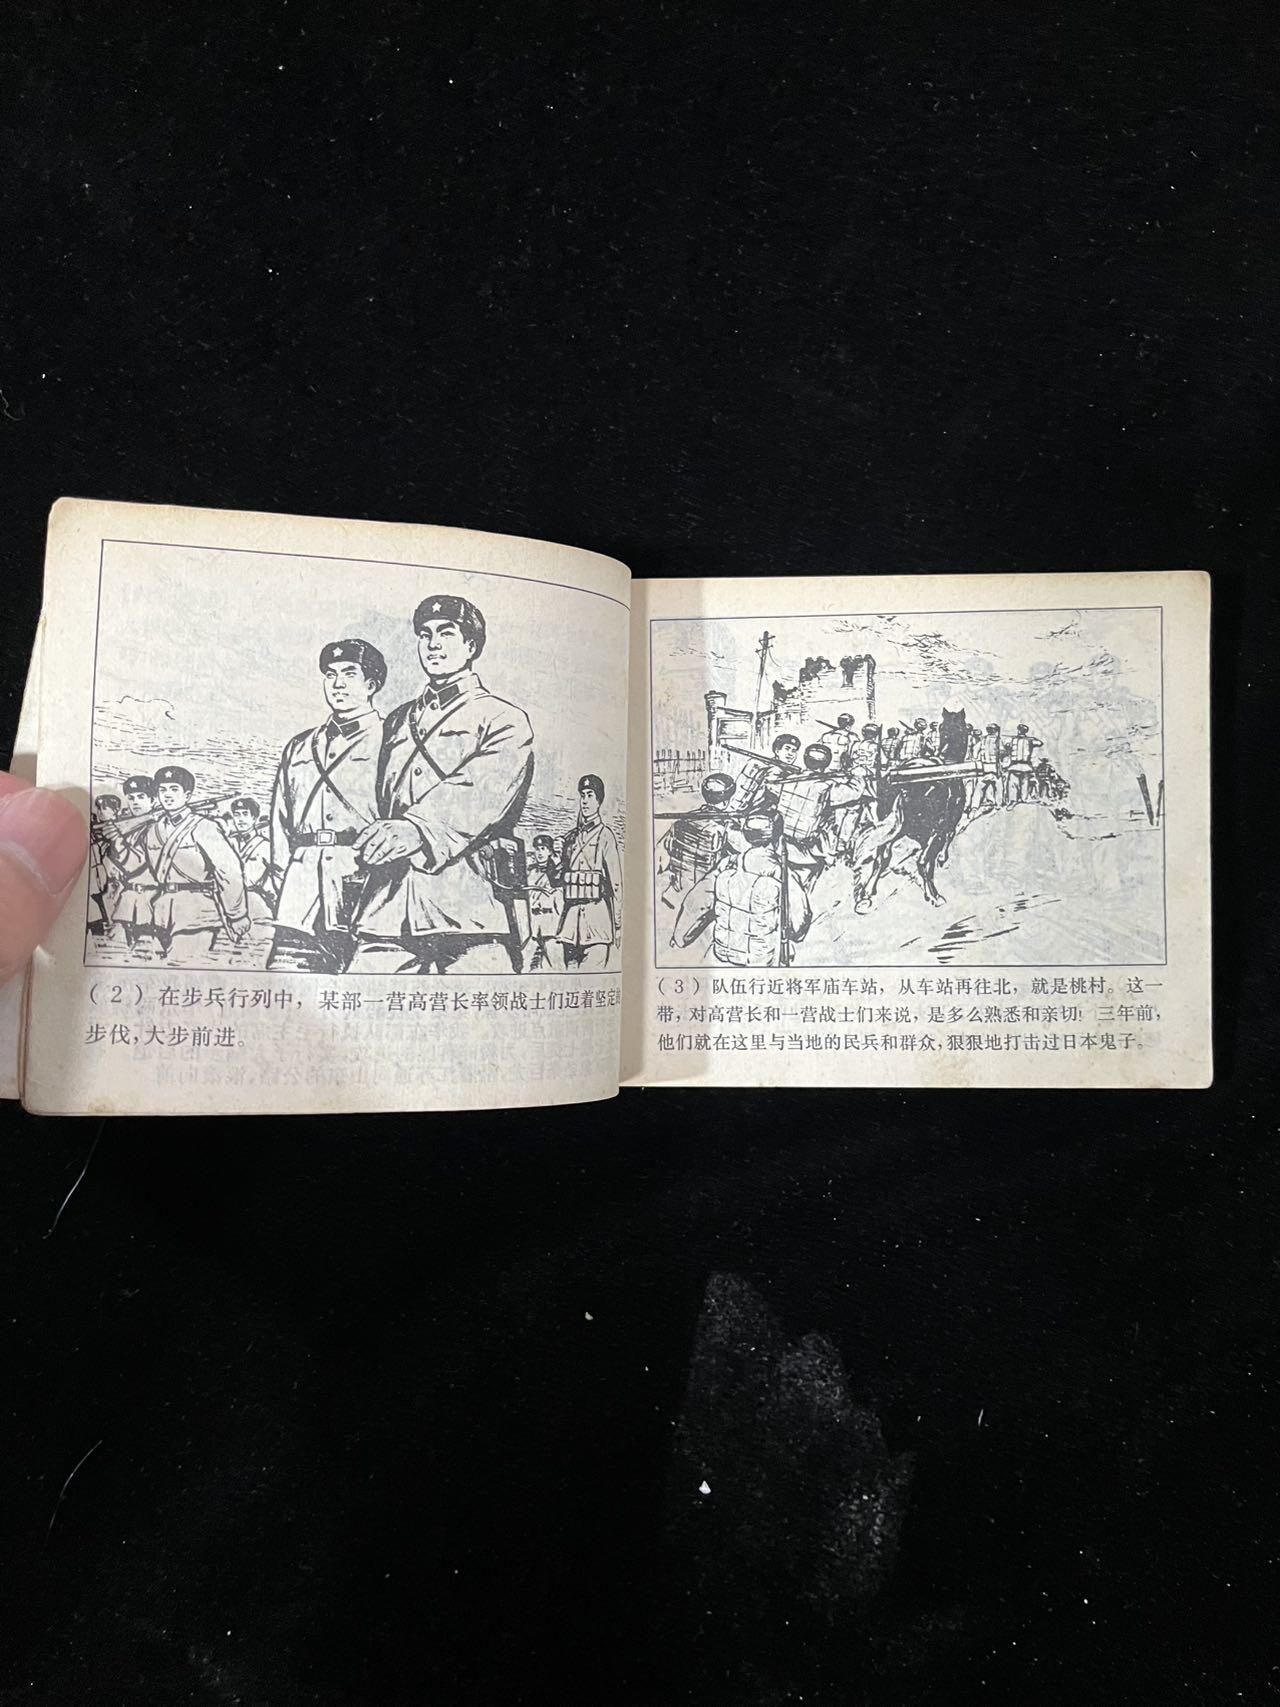 （2）在步兵行列中，某部一营高营长率领战士们迈着坚定的
步伐，大步前进。
（3）队伍行近将军庙车站，从车站再往北，就是桃村。这一
带，对高营长和一营战士们来说，是多么熟悉和亲切！三年前，
他们就在这里与当地的民兵和群众，狠狠地打击过日本鬼子。